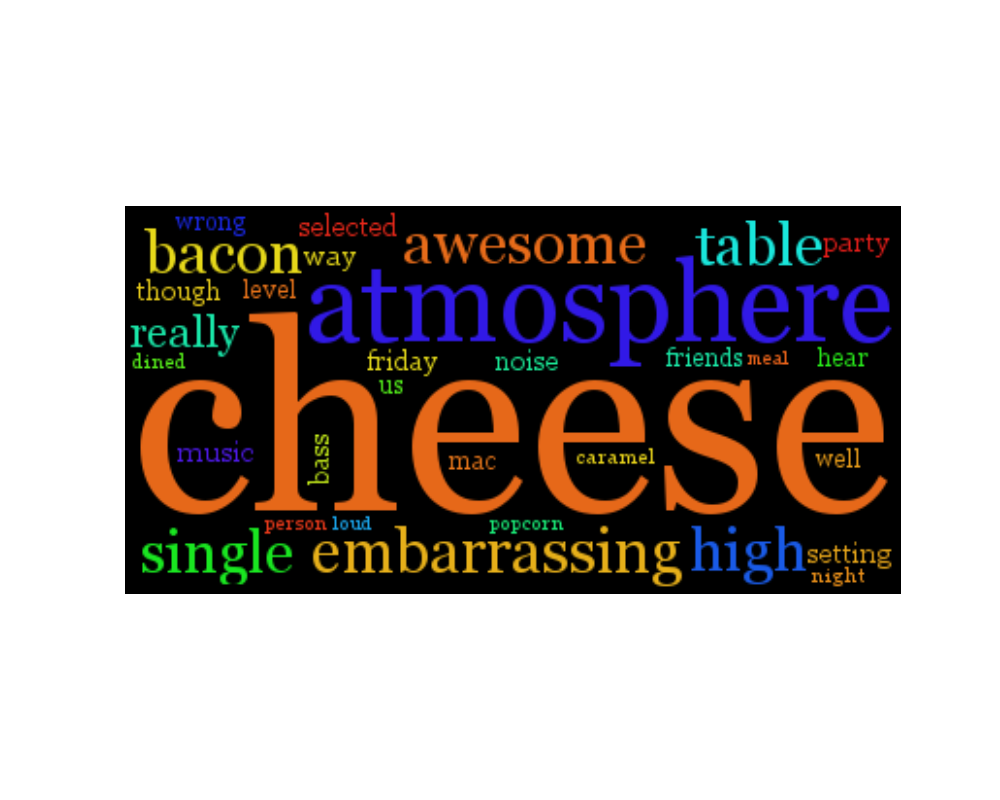 wrong
selected
bacon
way
awesome
table
party
though
level
atmosphere
really
dined
friday
us
noise
friends
meal
hear
cheese
music
bass
mac
caramel
well
person
loud
popcorn
single
embarrassing
high
setting
night